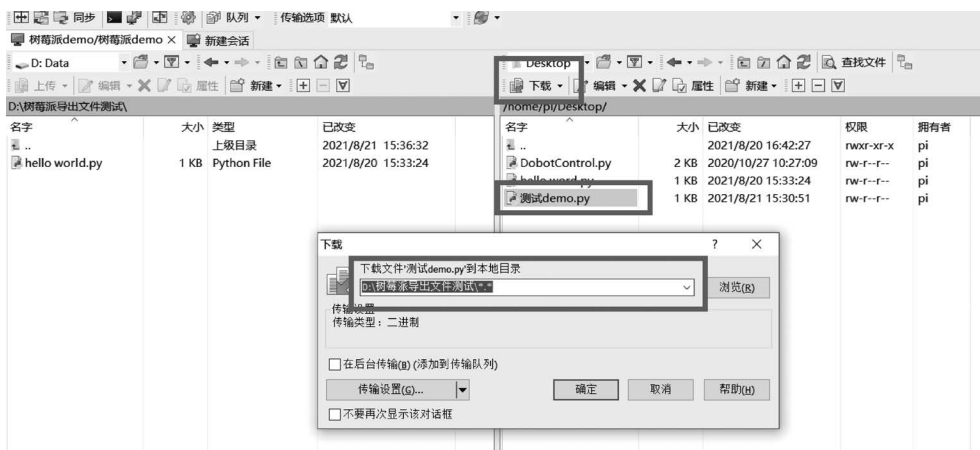 同步 队列 传输选项 默认
树莓派demo/树莓派demo × 新建会话
D: Data
上传 编辑 属性 新建
D:\树莓派导出文件测试\
名字 大小 类型 已改变
.. 上级目录 2021/8/21 15:36:32
hello world.py 1 KB Python File 2021/8/20 15:33:24
Desktop 查找文件
下载 编辑 属性 新建
/home/pi/Desktop/
名字 大小 已改变 权限 拥有者
.. 2021/8/20 16:42:27 rwxr-xr-x pi
DobotControl.py 2 KB 2020/10/27 10:27:09 rw-r--r-- pi
hello word.py 1 KB 2021/8/20 15:33:24 rw-r--r-- pi
测试demo.py 1 KB 2021/8/21 15:30:51 rw-r--r-- pi
下载 ? ×
下载文件'测试demo.py'到本地目录
D:\树莓派导出文件测试\*.* 浏览(R)
传输设置
传输类型：二进制
在后台传输(B) (添加到传输队列)
传输设置(G)... 确定 取消 帮助(H)
不要再次显示该对话框